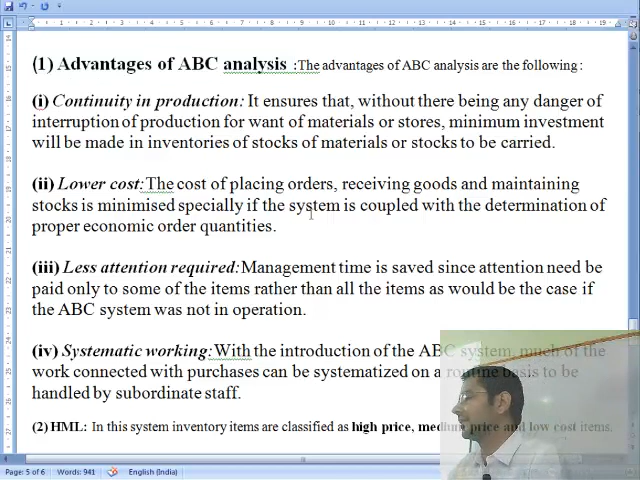 (1) Advantages of ABC analysis :The advantages of ABC analysis are the following :
(i) Continuity in production: It ensures that, without there being any danger of
interruption of production for want of materials or stores, minimum investment
will be made in inventories of stocks of materials or stocks to be carried.
(ii) Lower cost:The cost of placing orders, receiving goods and maintaining
stocks is minimised specially if the system is coupled with the determination of
proper economic order quantities.
(iii) Less attention required:Management time is saved since attention need be
paid only to some of the items rather than all the items as would be the case if
the ABC system was not in operation.
(iv) Systematic working:With the introduction of the ABC system, much of the
work connected with purchases can be systematized on a routine basis to be
handled by subordinate staff.
(2) HML: In this system inventory items are classified as high price, medium price and low cost items.
Page: 5 of 6 Words: 941 English (India)